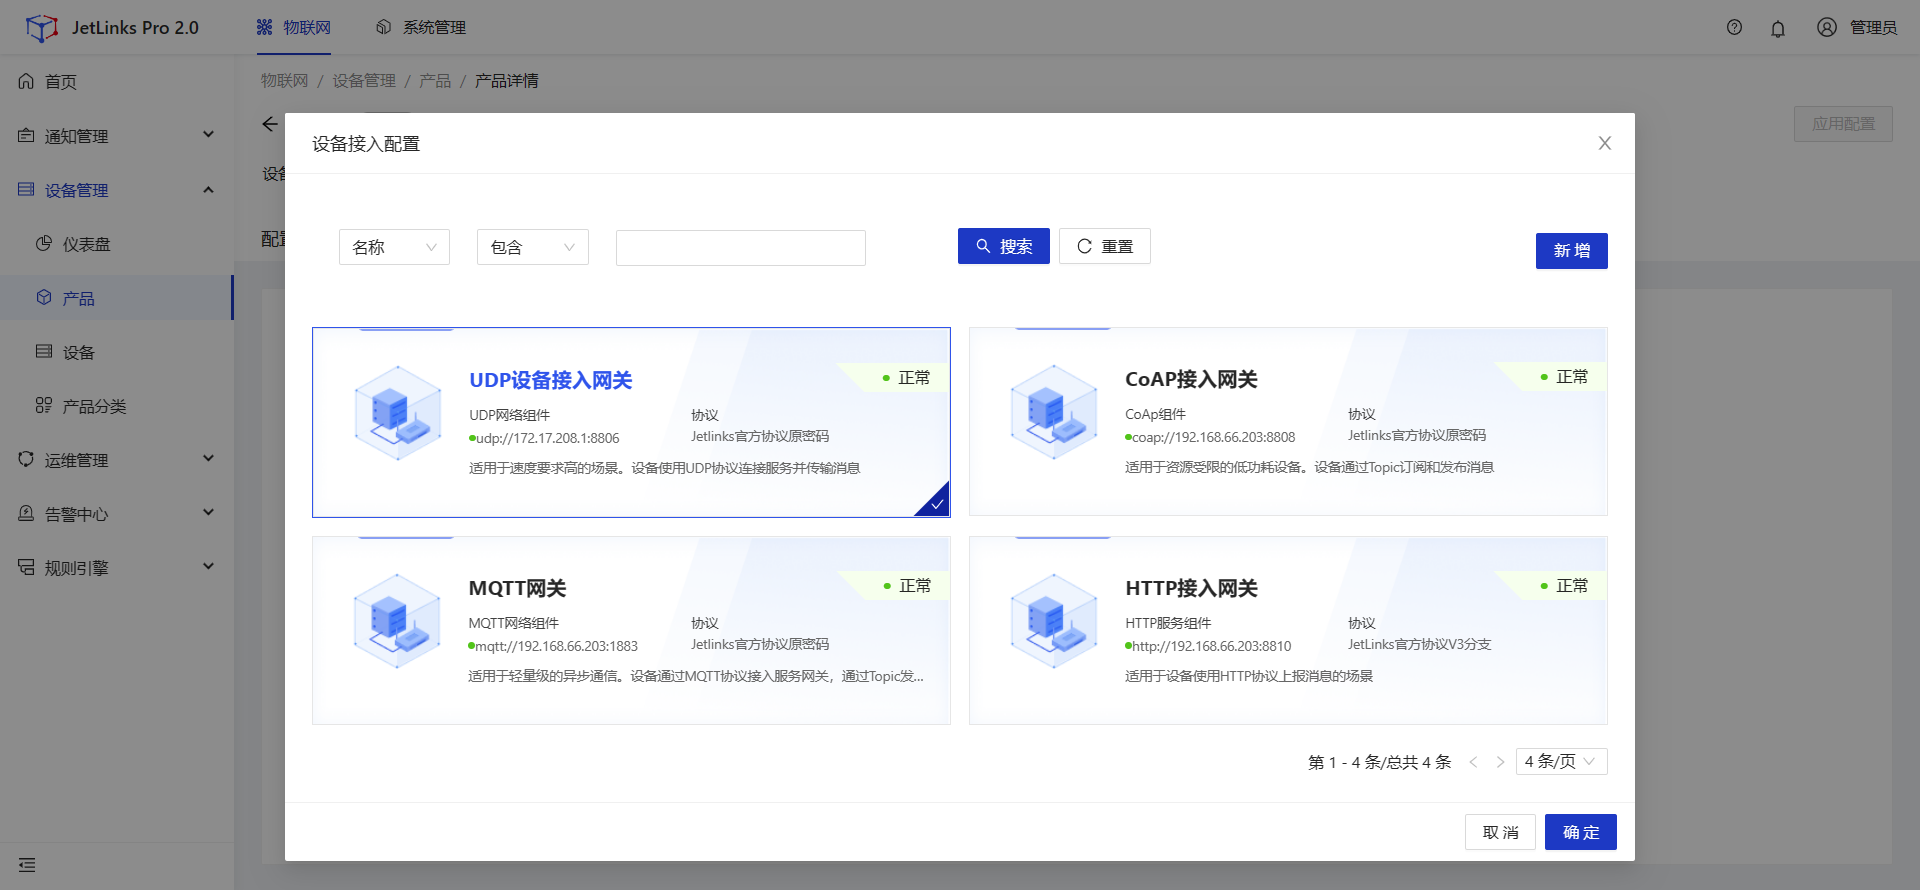 JetLinks Pro 2.0
物联网
系统管理
管理员
首页
通知管理
设备管理
仪表盘
产品
设备
产品分类
运维管理
告警中心
规则引擎
物联网 / 设备管理 / 产品 / 产品详情
应用配置
设备接入配置
名称
包含
搜索
重置
新增
UDP设备接入网关
正常
UDP网络组件
协议
udp://172.17.208.1:8806
Jetlinks官方协议原密码
适用于速度要求高的场景。设备使用UDP协议连接服务并传输消息
CoAP接入网关
正常
CoAp组件
协议
coap://192.168.66.203:8808
Jetlinks官方协议原密码
适用于资源受限的低功耗设备。设备通过Topic订阅和发布消息
MQTT网关
正常
MQTT网络组件
协议
mqtt://192.168.66.203:1883
Jetlinks官方协议原密码
适用于轻量级的异步通信。设备通过MQTT协议接入服务网关，通过Topic发...
HTTP接入网关
正常
HTTP服务组件
协议
http://192.168.66.203:8810
JetLinks官方协议V3分支
适用于设备使用HTTP协议上报消息的场景
第 1 - 4 条/总共 4 条
4 条/页
取消
确定